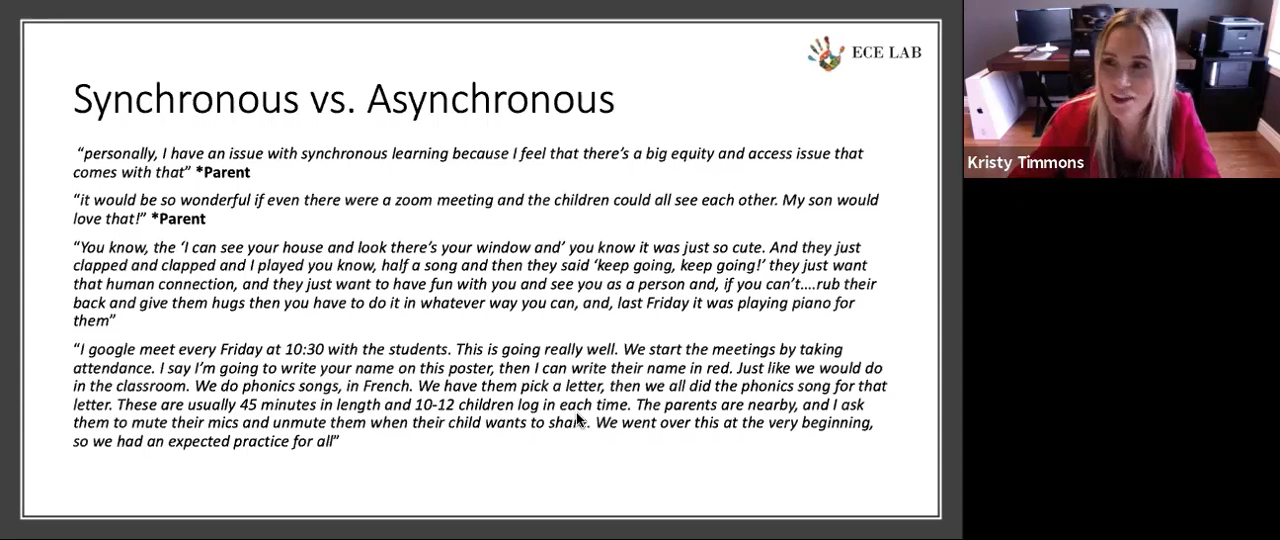 ECE LAB
Synchronous vs. Asynchronous
“personally, I have an issue with synchronous learning because I feel that there’s a big equity and access issue that
comes with that” *Parent
“it would be so wonderful if even there were a zoom meeting and the children could all see each other. My son would
love that!” *Parent
“You know, the ‘I can see your house and look there’s your window and’ you know it was just so cute. And they just
clapped and clapped and I played you know, half a song and then they said ‘keep going, keep going!’ they just want
that human connection, and they just want to have fun with you and see you as a person and, if you can’t....rub their
back and give them hugs then you have to do it in whatever way you can, and, last Friday it was playing piano for
them”
“I google meet every Friday at 10:30 with the students. This is going really well. We start the meetings by taking
attendance. I say I’m going to write your name on this poster, then I can write their name in red. Just like we would do
in the classroom. We do phonics songs, in French. We have them pick a letter, then we all did the phonics song for that
letter. These are usually 45 minutes in length and 10-12 children log in each time. The parents are nearby, and I ask
them to mute their mics and unmute them when their child wants to share. We went over this at the very beginning,
so we had an expected practice for all”
Kristy Timmons